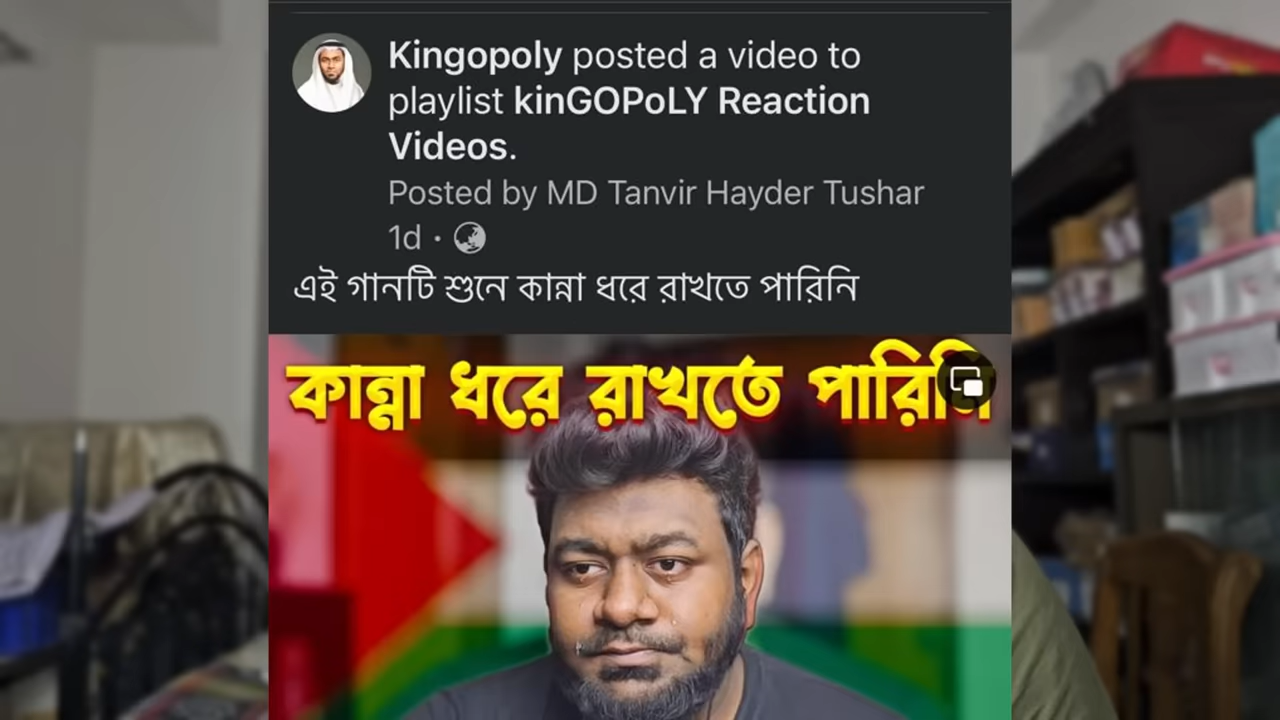 Kingopoly posted a video to
playlist kinGOPoLY Reaction
Videos.
Posted by MD Tanvir Hayder Tushar
1d ·
এই গানটি শুনে কান্না ধরে রাখতে পারিনি
কান্না ধরে রাখতে পারিনি